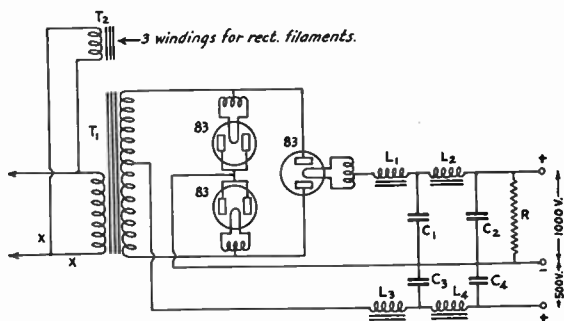 T2
3 windings for rect. filaments.
T1
83
83
83
L1
L2
+
C1
C2
R
1000 V.
-
C3
C4
500V.
L3
L4
+
X
X